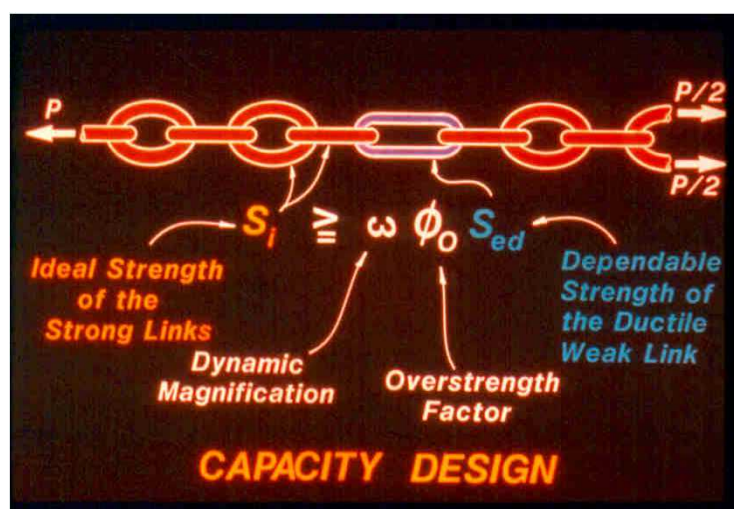 P
P/2
P/2
Si ≧ ω ϕo Sed
Ideal Strength
of the
Strong Links
Dependable
Strength of
the Ductile
Weak Link
Dynamic
Magnification
Overstrength
Factor
CAPACITY DESIGN